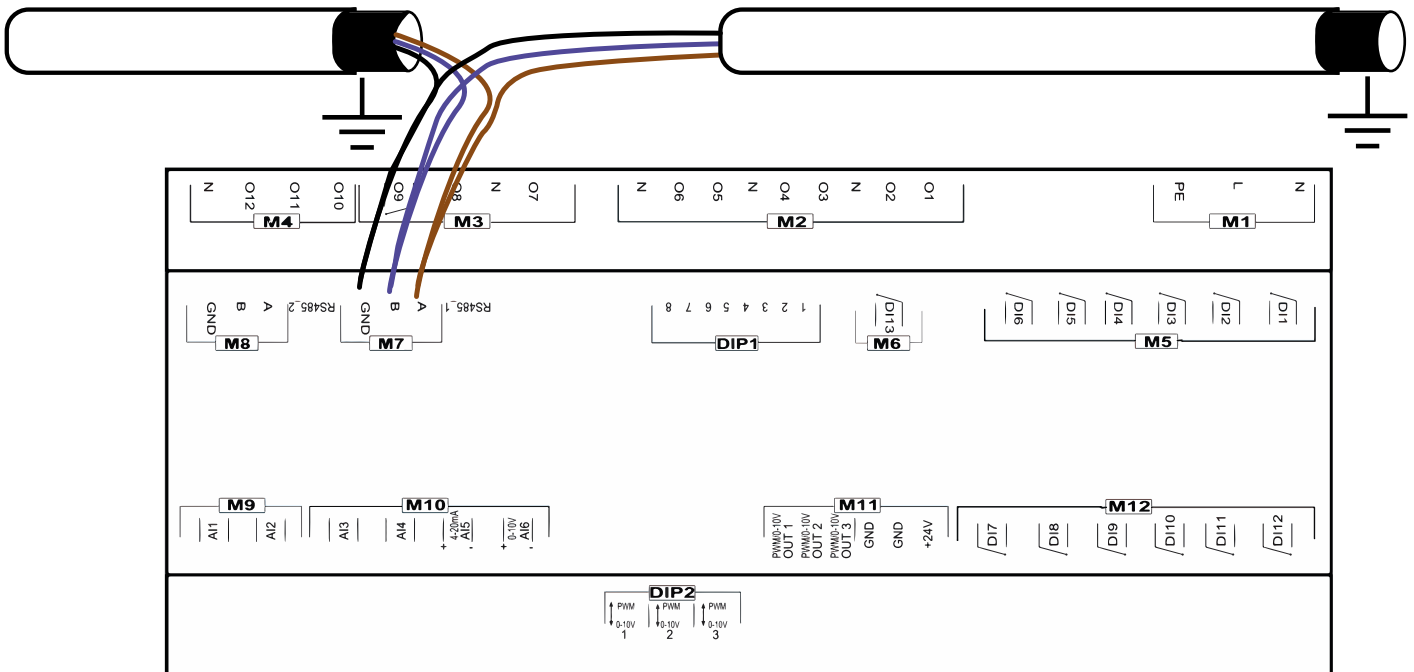 N O12 O11 O10 O9 O8 N O7 N O6 O5 N O4 O3 N O2 O1 PE L N
M4 M3 M2 M1
GND B A RS485_2 GND B A RS485_1 8 7 6 5 4 3 2 1 DI13 DI6 DI5 DI4 DI3 DI2 DI1
M8 M7 DIP1 M6 M5
M9 M10 M11 M12
AI1 AI2 AI3 AI4 + 4-20mA AI5 - + 0-10V AI6 - PWM/0-10V OUT 1 PWM/0-10V OUT 2 PWM/0-10V OUT 3 GND GND +24V DI7 DI8 DI9 DI10 DI11 DI12
DIP2
PWM PWM PWM
0-10V 0-10V 0-10V
1 2 3